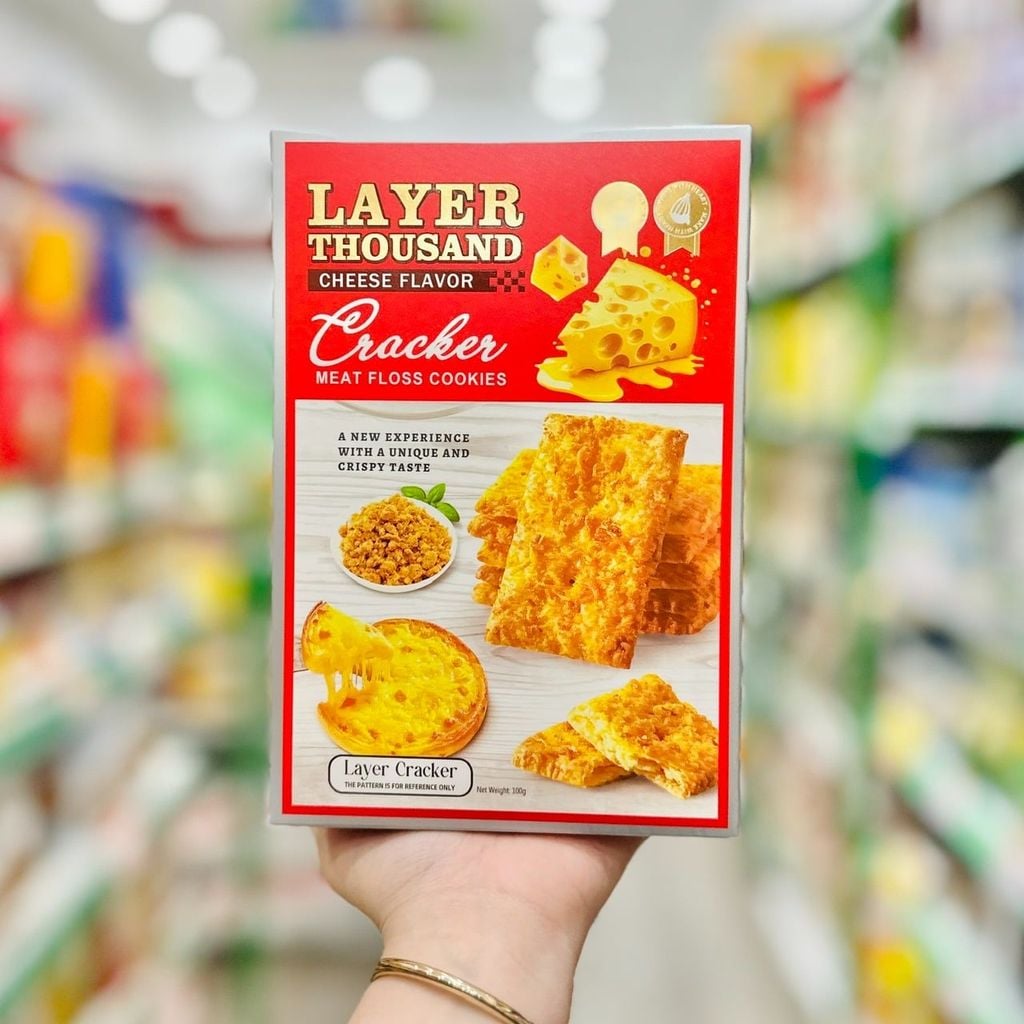 LAYER
THOUSAND
CHEESE FLAVOR
Cracker
MEAT FLOSS COOKIES
A NEW EXPERIENCE
WITH A UNIQUE AND
CRISPY TASTE
Layer Cracker
THE PATTERN IS FOR REFERENCE ONLY
Net Weight: 100g